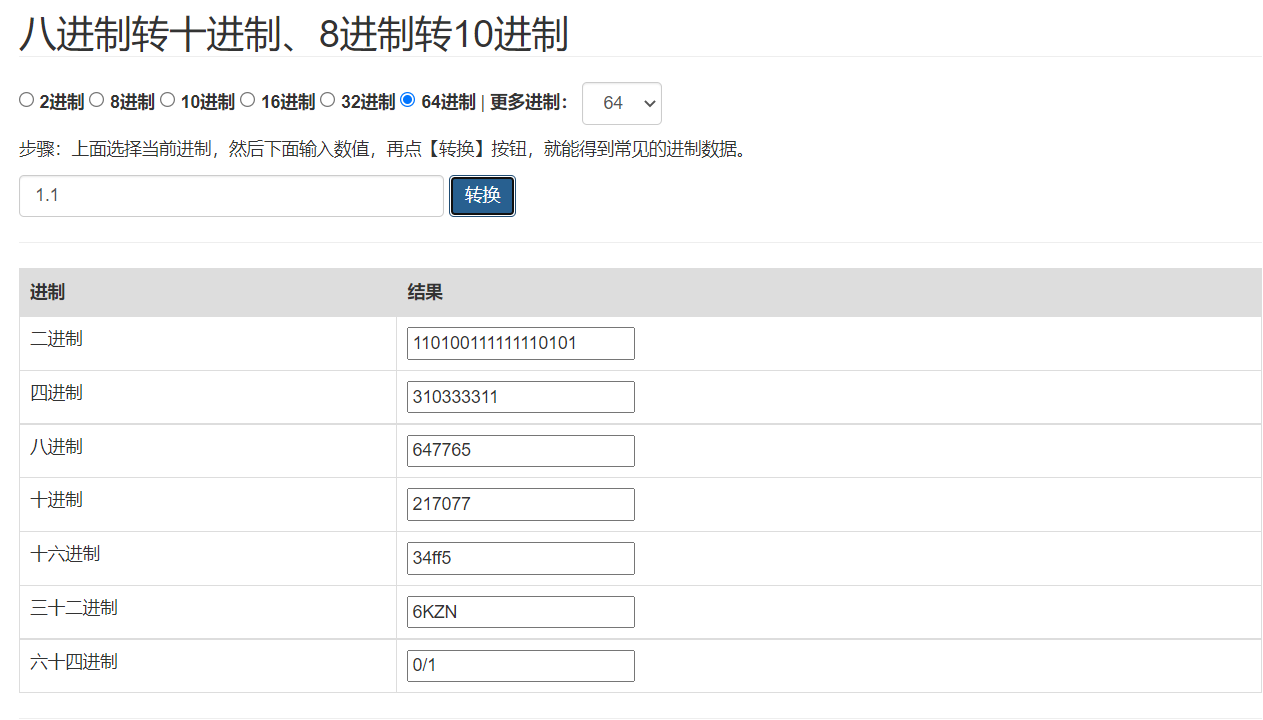 八进制转十进制、8进制转10进制
2进制 8进制 10进制 16进制 32进制 64进制 | 更多进制： 64
步骤：上面选择当前进制，然后下面输入数值，再点【转换】按钮，就能得到常见的进制数据。
1.1 转换
进制 结果
二进制 110100111111110101
四进制 310333311
八进制 647765
十进制 217077
十六进制 34ff5
三十二进制 6KZN
六十四进制 0/1